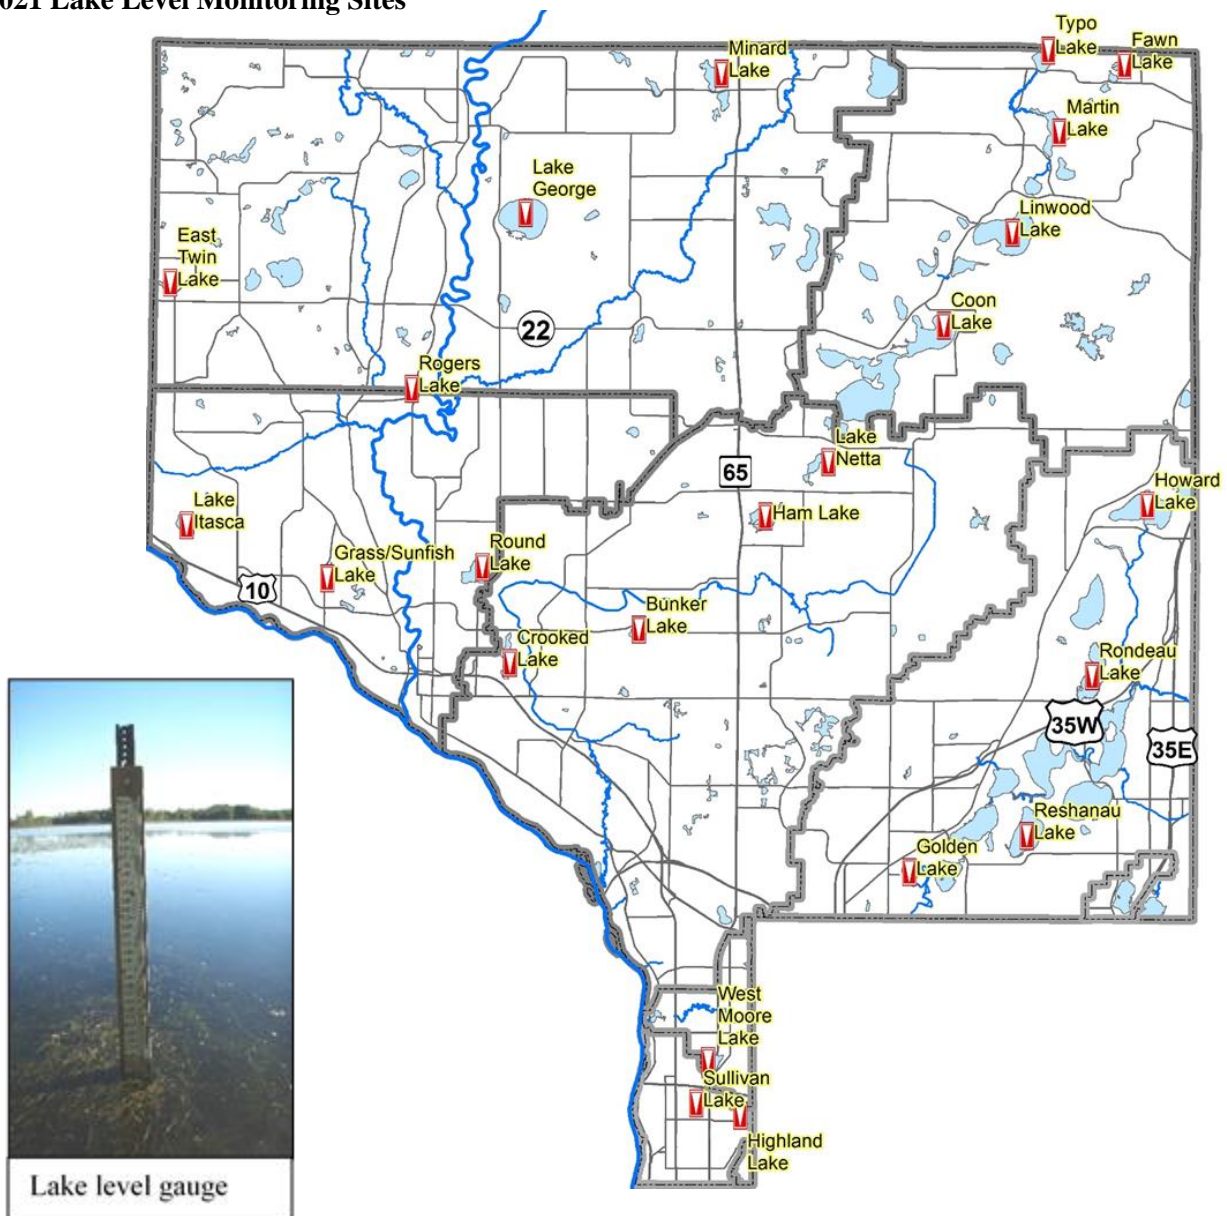 021 Lake Level Monitoring Sites
Typo
Lake
Fawn
Lake
Minard
Lake
Martin
Lake
Lake
George
Linwood
Lake
East
Twin
Lake
Coon
Lake
22
Rogers
Lake
Lake
Netta
65
Howard
Lake
Lake
Itasca
Ham Lake
Grass/Sunfish
Lake
Round
Lake
10
Bunker
Lake
Crooked
Lake
Rondeau
Lake
35W
35E
Reshanau
Lake
Golden
Lake
West
Moore
Lake
Sullivan
Lake
Highland
Lake
Lake level gauge